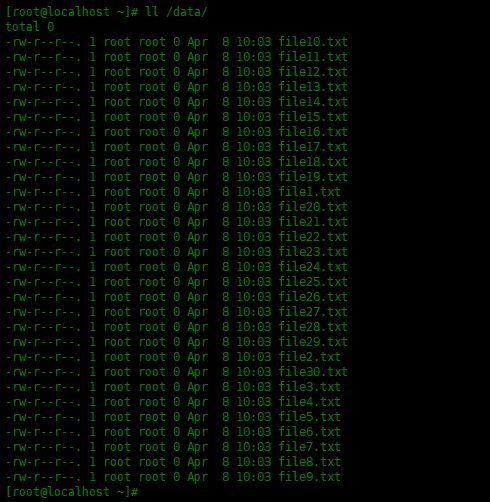 [root@localhost ~]# ll /data/
total 0
-rw-r--r--. 1 root root 0 Apr  8 10:03 file10.txt
-rw-r--r--. 1 root root 0 Apr  8 10:03 file11.txt
-rw-r--r--. 1 root root 0 Apr  8 10:03 file12.txt
-rw-r--r--. 1 root root 0 Apr  8 10:03 file13.txt
-rw-r--r--. 1 root root 0 Apr  8 10:03 file14.txt
-rw-r--r--. 1 root root 0 Apr  8 10:03 file15.txt
-rw-r--r--. 1 root root 0 Apr  8 10:03 file16.txt
-rw-r--r--. 1 root root 0 Apr  8 10:03 file17.txt
-rw-r--r--. 1 root root 0 Apr  8 10:03 file18.txt
-rw-r--r--. 1 root root 0 Apr  8 10:03 file19.txt
-rw-r--r--. 1 root root 0 Apr  8 10:03 file1.txt
-rw-r--r--. 1 root root 0 Apr  8 10:03 file20.txt
-rw-r--r--. 1 root root 0 Apr  8 10:03 file21.txt
-rw-r--r--. 1 root root 0 Apr  8 10:03 file22.txt
-rw-r--r--. 1 root root 0 Apr  8 10:03 file23.txt
-rw-r--r--. 1 root root 0 Apr  8 10:03 file24.txt
-rw-r--r--. 1 root root 0 Apr  8 10:03 file25.txt
-rw-r--r--. 1 root root 0 Apr  8 10:03 file26.txt
-rw-r--r--. 1 root root 0 Apr  8 10:03 file27.txt
-rw-r--r--. 1 root root 0 Apr  8 10:03 file28.txt
-rw-r--r--. 1 root root 0 Apr  8 10:03 file29.txt
-rw-r--r--. 1 root root 0 Apr  8 10:03 file2.txt
-rw-r--r--. 1 root root 0 Apr  8 10:03 file30.txt
-rw-r--r--. 1 root root 0 Apr  8 10:03 file3.txt
-rw-r--r--. 1 root root 0 Apr  8 10:03 file4.txt
-rw-r--r--. 1 root root 0 Apr  8 10:03 file5.txt
-rw-r--r--. 1 root root 0 Apr  8 10:03 file6.txt
-rw-r--r--. 1 root root 0 Apr  8 10:03 file7.txt
-rw-r--r--. 1 root root 0 Apr  8 10:03 file8.txt
-rw-r--r--. 1 root root 0 Apr  8 10:03 file9.txt
[root@localhost ~]#